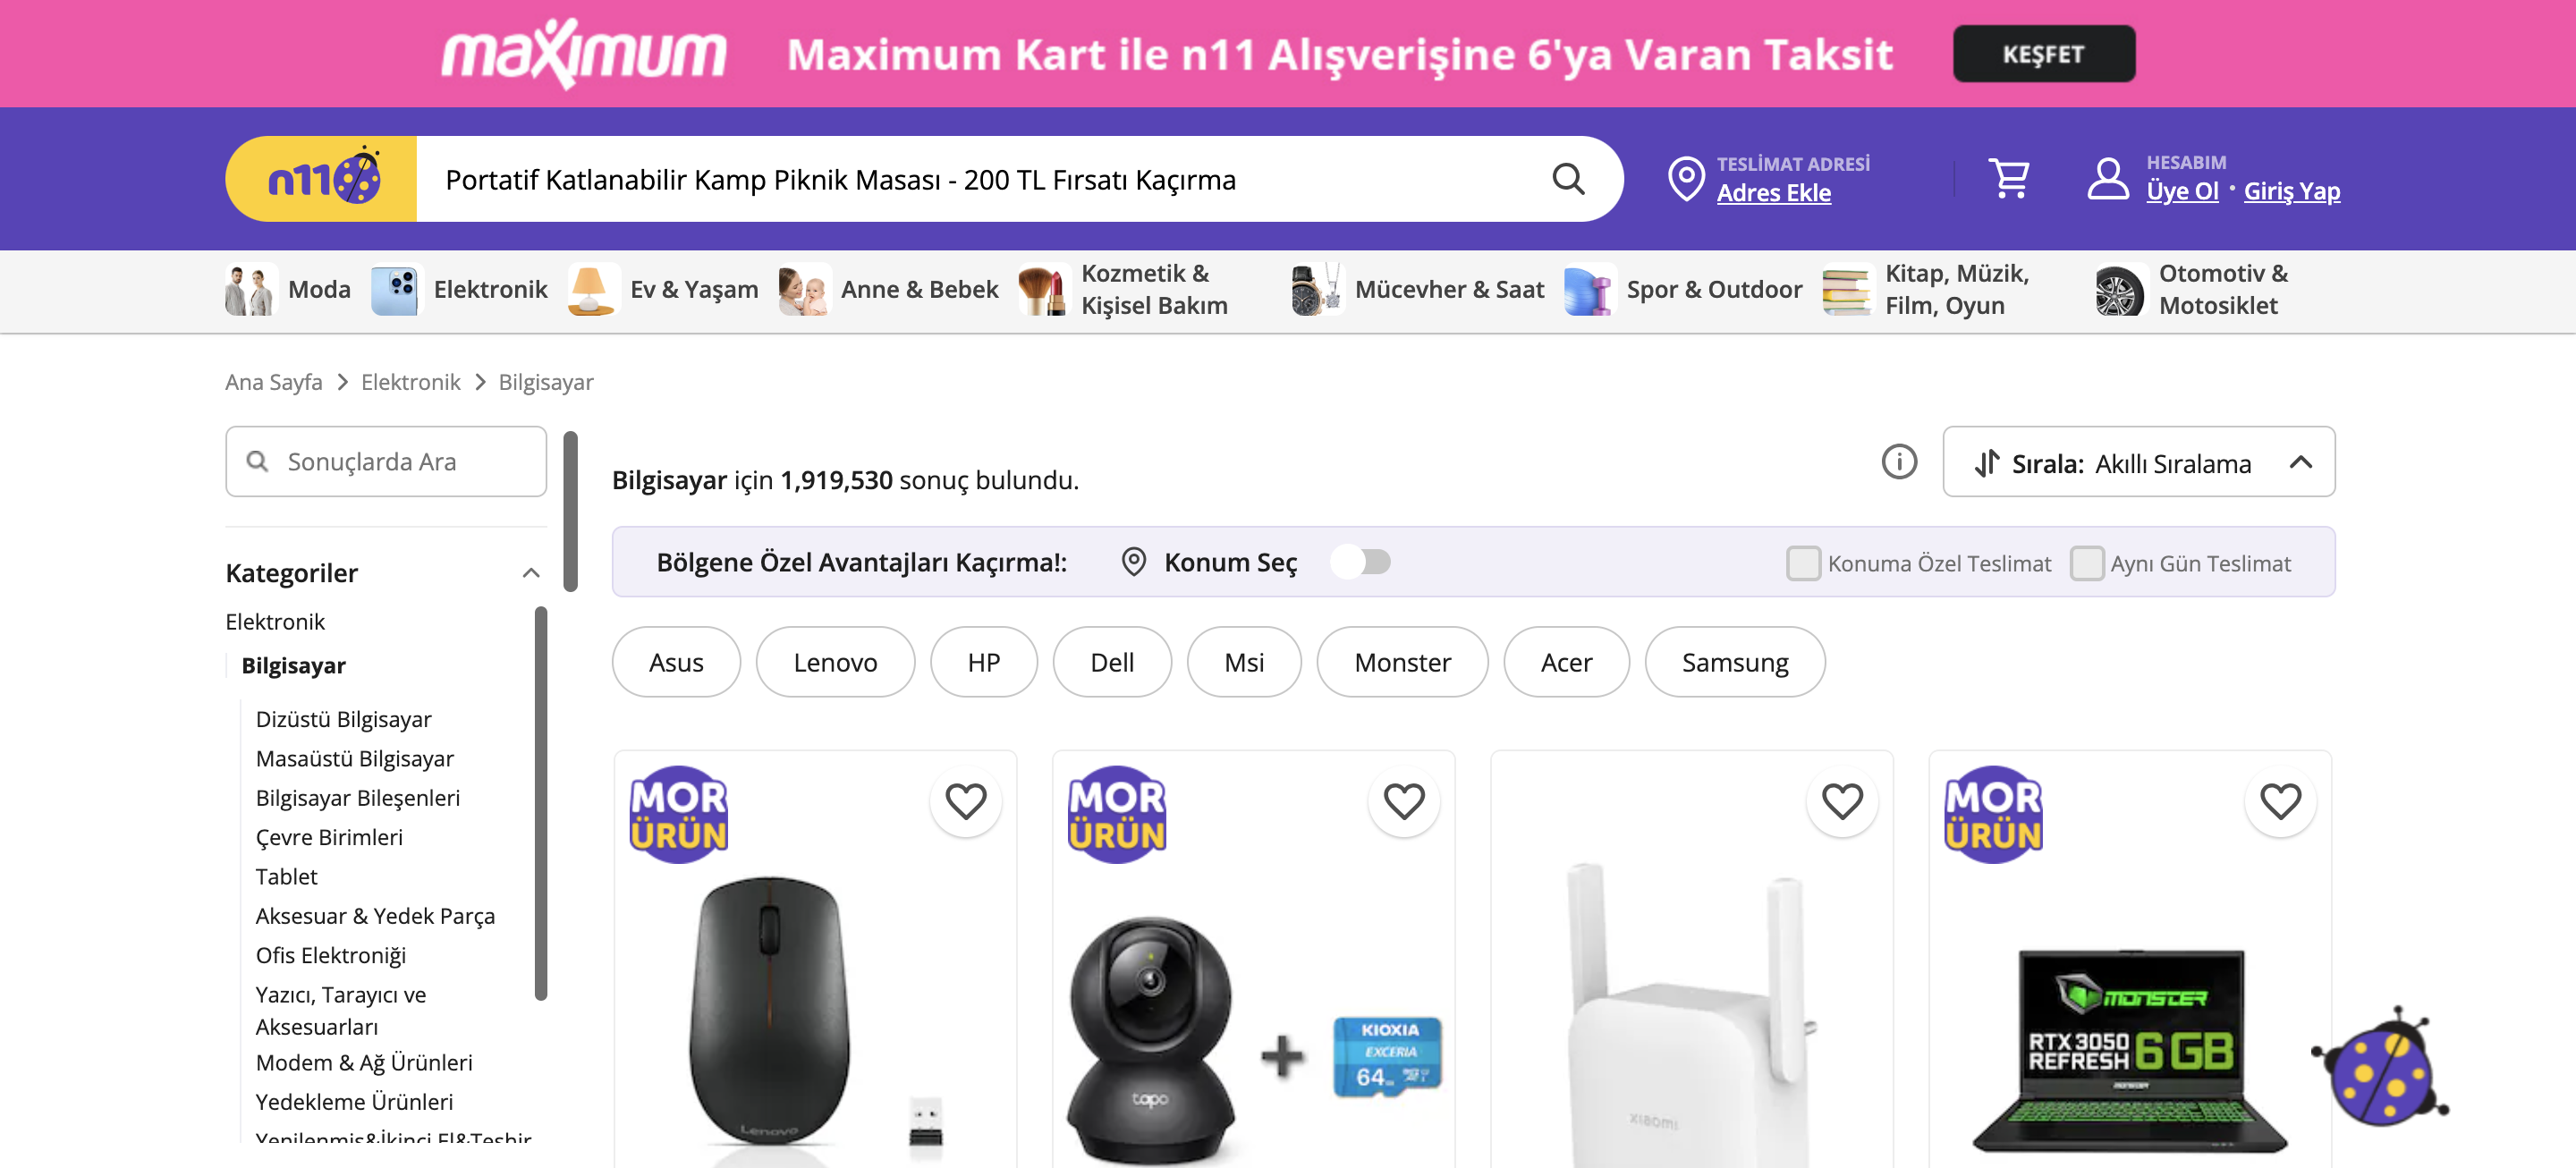 maximum Maximum Kart ile n11 Alışverişine 6'ya Varan Taksit KEŞFET
n11 Portatif Katlanabilir Kamp Piknik Masası - 200 TL Fırsatı Kaçırma
TESLİMAT ADRESİ
Adres Ekle
HESABIM
Üye Ol • Giriş Yap
Moda
Elektronik
Ev & Yaşam
Anne & Bebek
Kozmetik &
Kişisel Bakım
Mücevher & Saat
Spor & Outdoor
Kitap, Müzik,
Film, Oyun
Otomotiv &
Motosiklet
Ana Sayfa > Elektronik > Bilgisayar
Sonuçlarda Ara
Kategoriler
Elektronik
Bilgisayar
Dizüstü Bilgisayar
Masaüstü Bilgisayar
Bilgisayar Bileşenleri
Çevre Birimleri
Tablet
Aksesuar & Yedek Parça
Ofis Elektroniği
Yazıcı, Tarayıcı ve
Aksesuarları
Modem & Ağ Ürünleri
Yedekleme Ürünleri
Yenilenmiş&İkinci El&Teşhir
Bilgisayar için 1,919,530 sonuç bulundu.
Sırala: Akıllı Sıralama
Bölgene Özel Avantajları Kaçırma!: Konum Seç
Konuma Özel Teslimat Aynı Gün Teslimat
Asus Lenovo HP Dell Msi Monster Acer Samsung
MOR
ÜRÜN
Lenovo
MOR
ÜRÜN
tapo
KIOXIA
EXCERIA
64
xiaomi
MOR
ÜRÜN
MONSTER
RTX 3050
REFRESH 6 GB
MONSTER